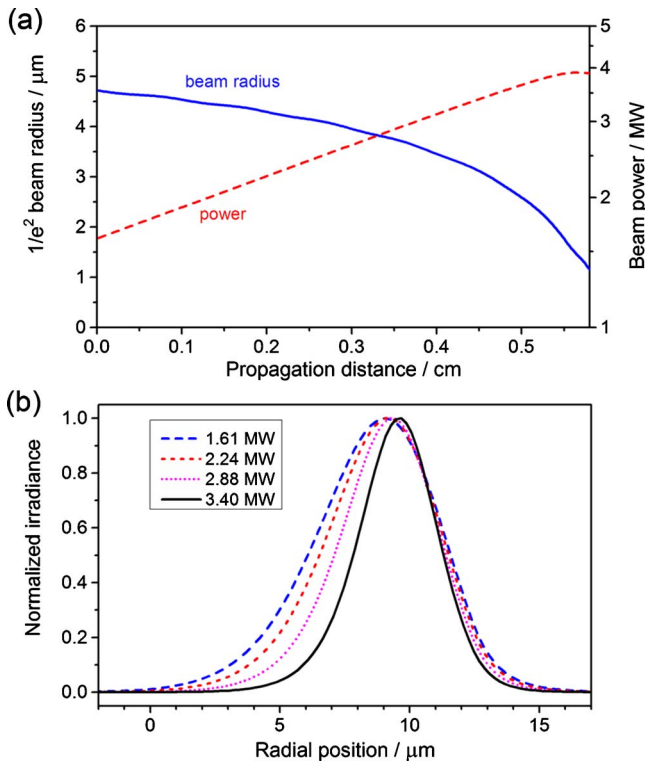 (a)
6
5
4
3
2
1
0
1/e² beam radius / μm
beam radius
power
5
4
3
2
1
Beam power / MW
0.0 0.1 0.2 0.3 0.4 0.5
Propagation distance / cm
(b)
1.0
0.8
0.6
0.4
0.2
0.0
Normalized irradiance
1.61 MW
2.24 MW
2.88 MW
3.40 MW
0 5 10 15
Radial position / μm